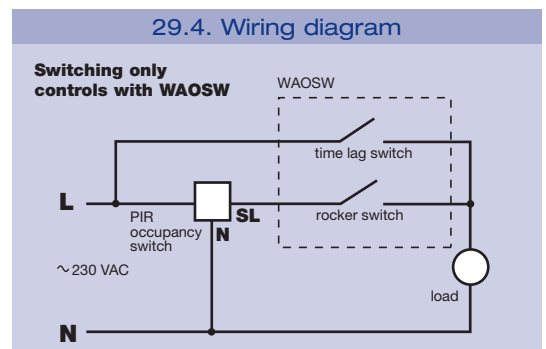 29.4. Wiring diagram
Switching only
controls with WAOSW
WAOSW
time lag switch
L
PIR
occupancy
switch
SL
N
rocker switch
~230 VAC
load
N